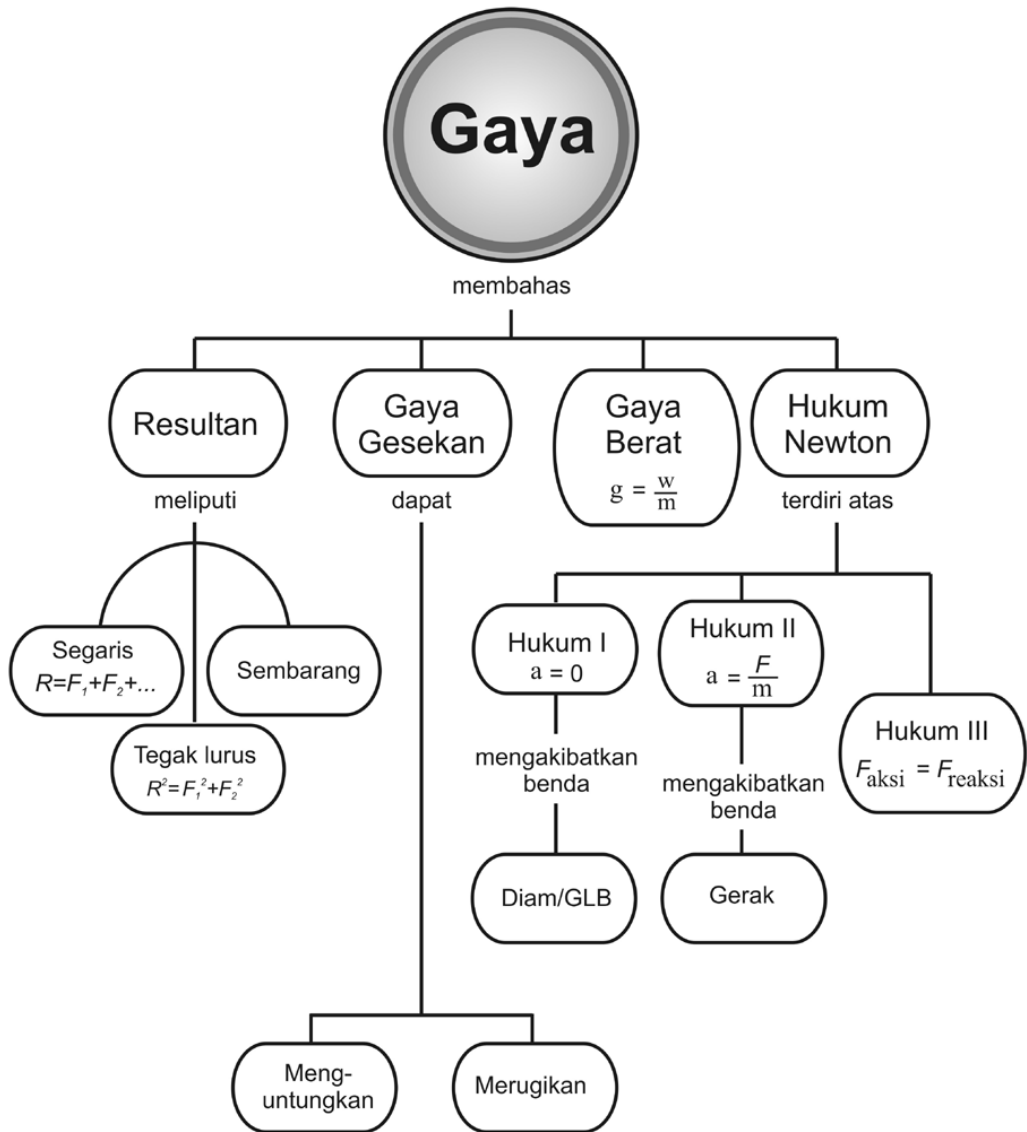 Gaya
membahas
Resultan
Gaya
Gesekan
Gaya
Berat
g = w/m
Hukum
Newton
meliputi
dapat
terdiri atas
Segaris
R=F₁+F₂+...
Sembarang
Tegak lurus
R²=F₁²+F₂²
Hukum I
a = 0
Hukum II
a = F/m
Hukum III
F aksi = F reaksi
mengakibatkan
benda
mengakibatkan
benda
Diam/GLB
Gerak
Meng-
untungkan
Merugikan